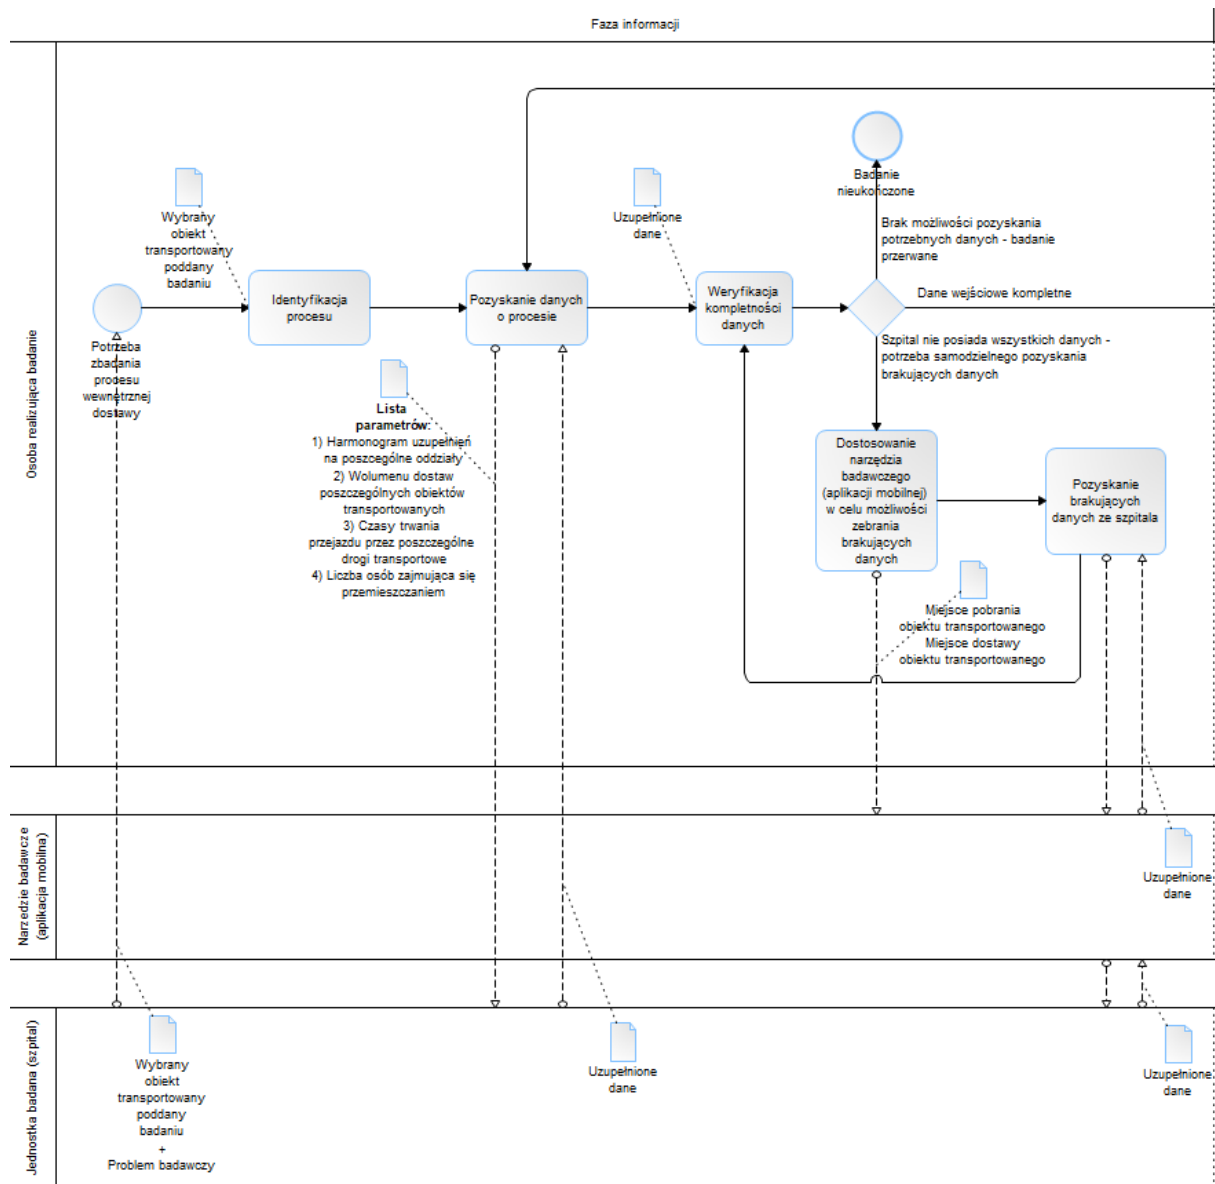 Faza informacji
Osoba realizująca badanie
Wybrany
obiekt
transportowany
poddany
badaniu
Potrzeba
zbadania
procesu
wewnętrznej
dostawy
Identyfikacja
procesu
Pozyskanie danych
o procesie
Lista
parametrów:
1) Harmonogram uzupełnień
na poszczególne oddziały
2) Wolumenu dostaw
poszczególnych obiektów
transportowanych
3) Czasy trwania
przejazdu przez poszczególne
drogi transportowe
4) Liczba osób zajmująca się
przemieszczaniem
Uzupełnione
dane
Weryfikacja
kompletności
danych
Badanie
nieukończone
Brak możliwości pozyskania
potrzebnych danych - badanie
przerwane
Dane wejściowe kompletne
Szpital nie posiada wszystkich danych -
potrzeba samodzielnego pozyskania
brakujących danych
Dostosowanie
narzędzia
badawczego
(aplikacji mobilnej)
w celu możliwości
zebrania
brakujących
danych
Pozyskanie
brakujących
danych ze szpitala
Miejsce pobrania
obiektu transportowanego
Miejsce dostawy
obiektu transportowanego
Narzedzie badawcze
(aplikacja mobilna)
Uzupełnione
dane
Jednostka badana (szpital)
Wybrany
obiekt
transportowany
poddany
badaniu
+
Problem badawczy
Uzupełnione
dane
Uzupełnione
dane